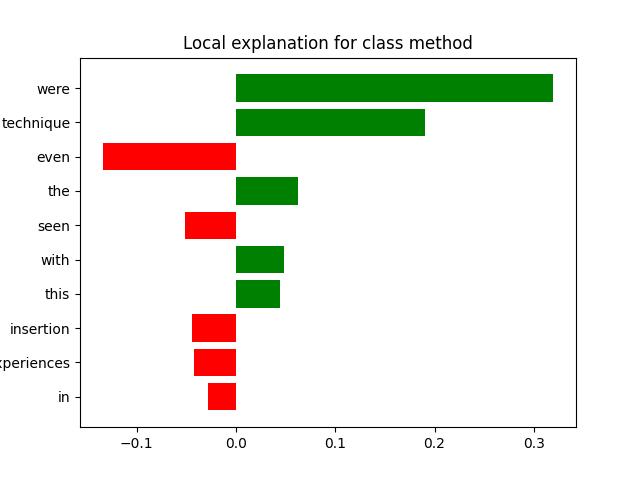 Local explanation for class method
were
technique
even
the
seen
with
this
insertion
xperiences
in
−0.1 0.0 0.1 0.2 0.3